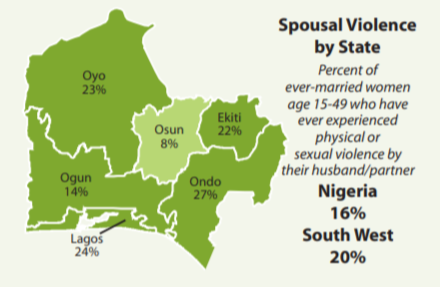 Spousal Violence
by State
Percent of
ever-married women
age 15-49 who have
ever experienced
physical or
sexual violence by
their husband/partner
Nigeria
16%
South West
20%
Oyo
23%
Osun
8%
Ekiti
22%
Ogun
14%
Ondo
27%
Lagos
24%